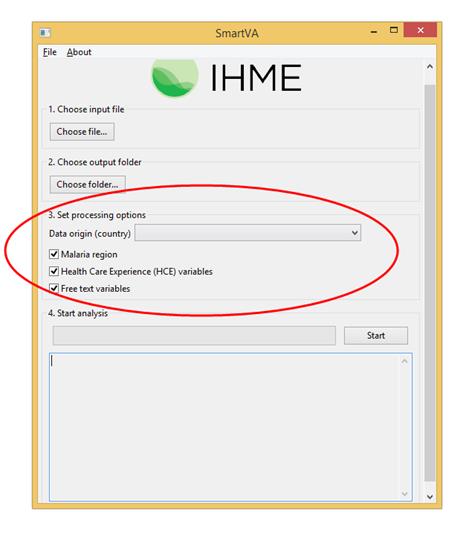 SmartVA
File About
IHME
1. Choose input file
Choose file...
2. Choose output folder
Choose folder...
3. Set processing options
Data origin (country)
Malaria region
Health Care Experience (HCE) variables
Free text variables
4. Start analysis
Start